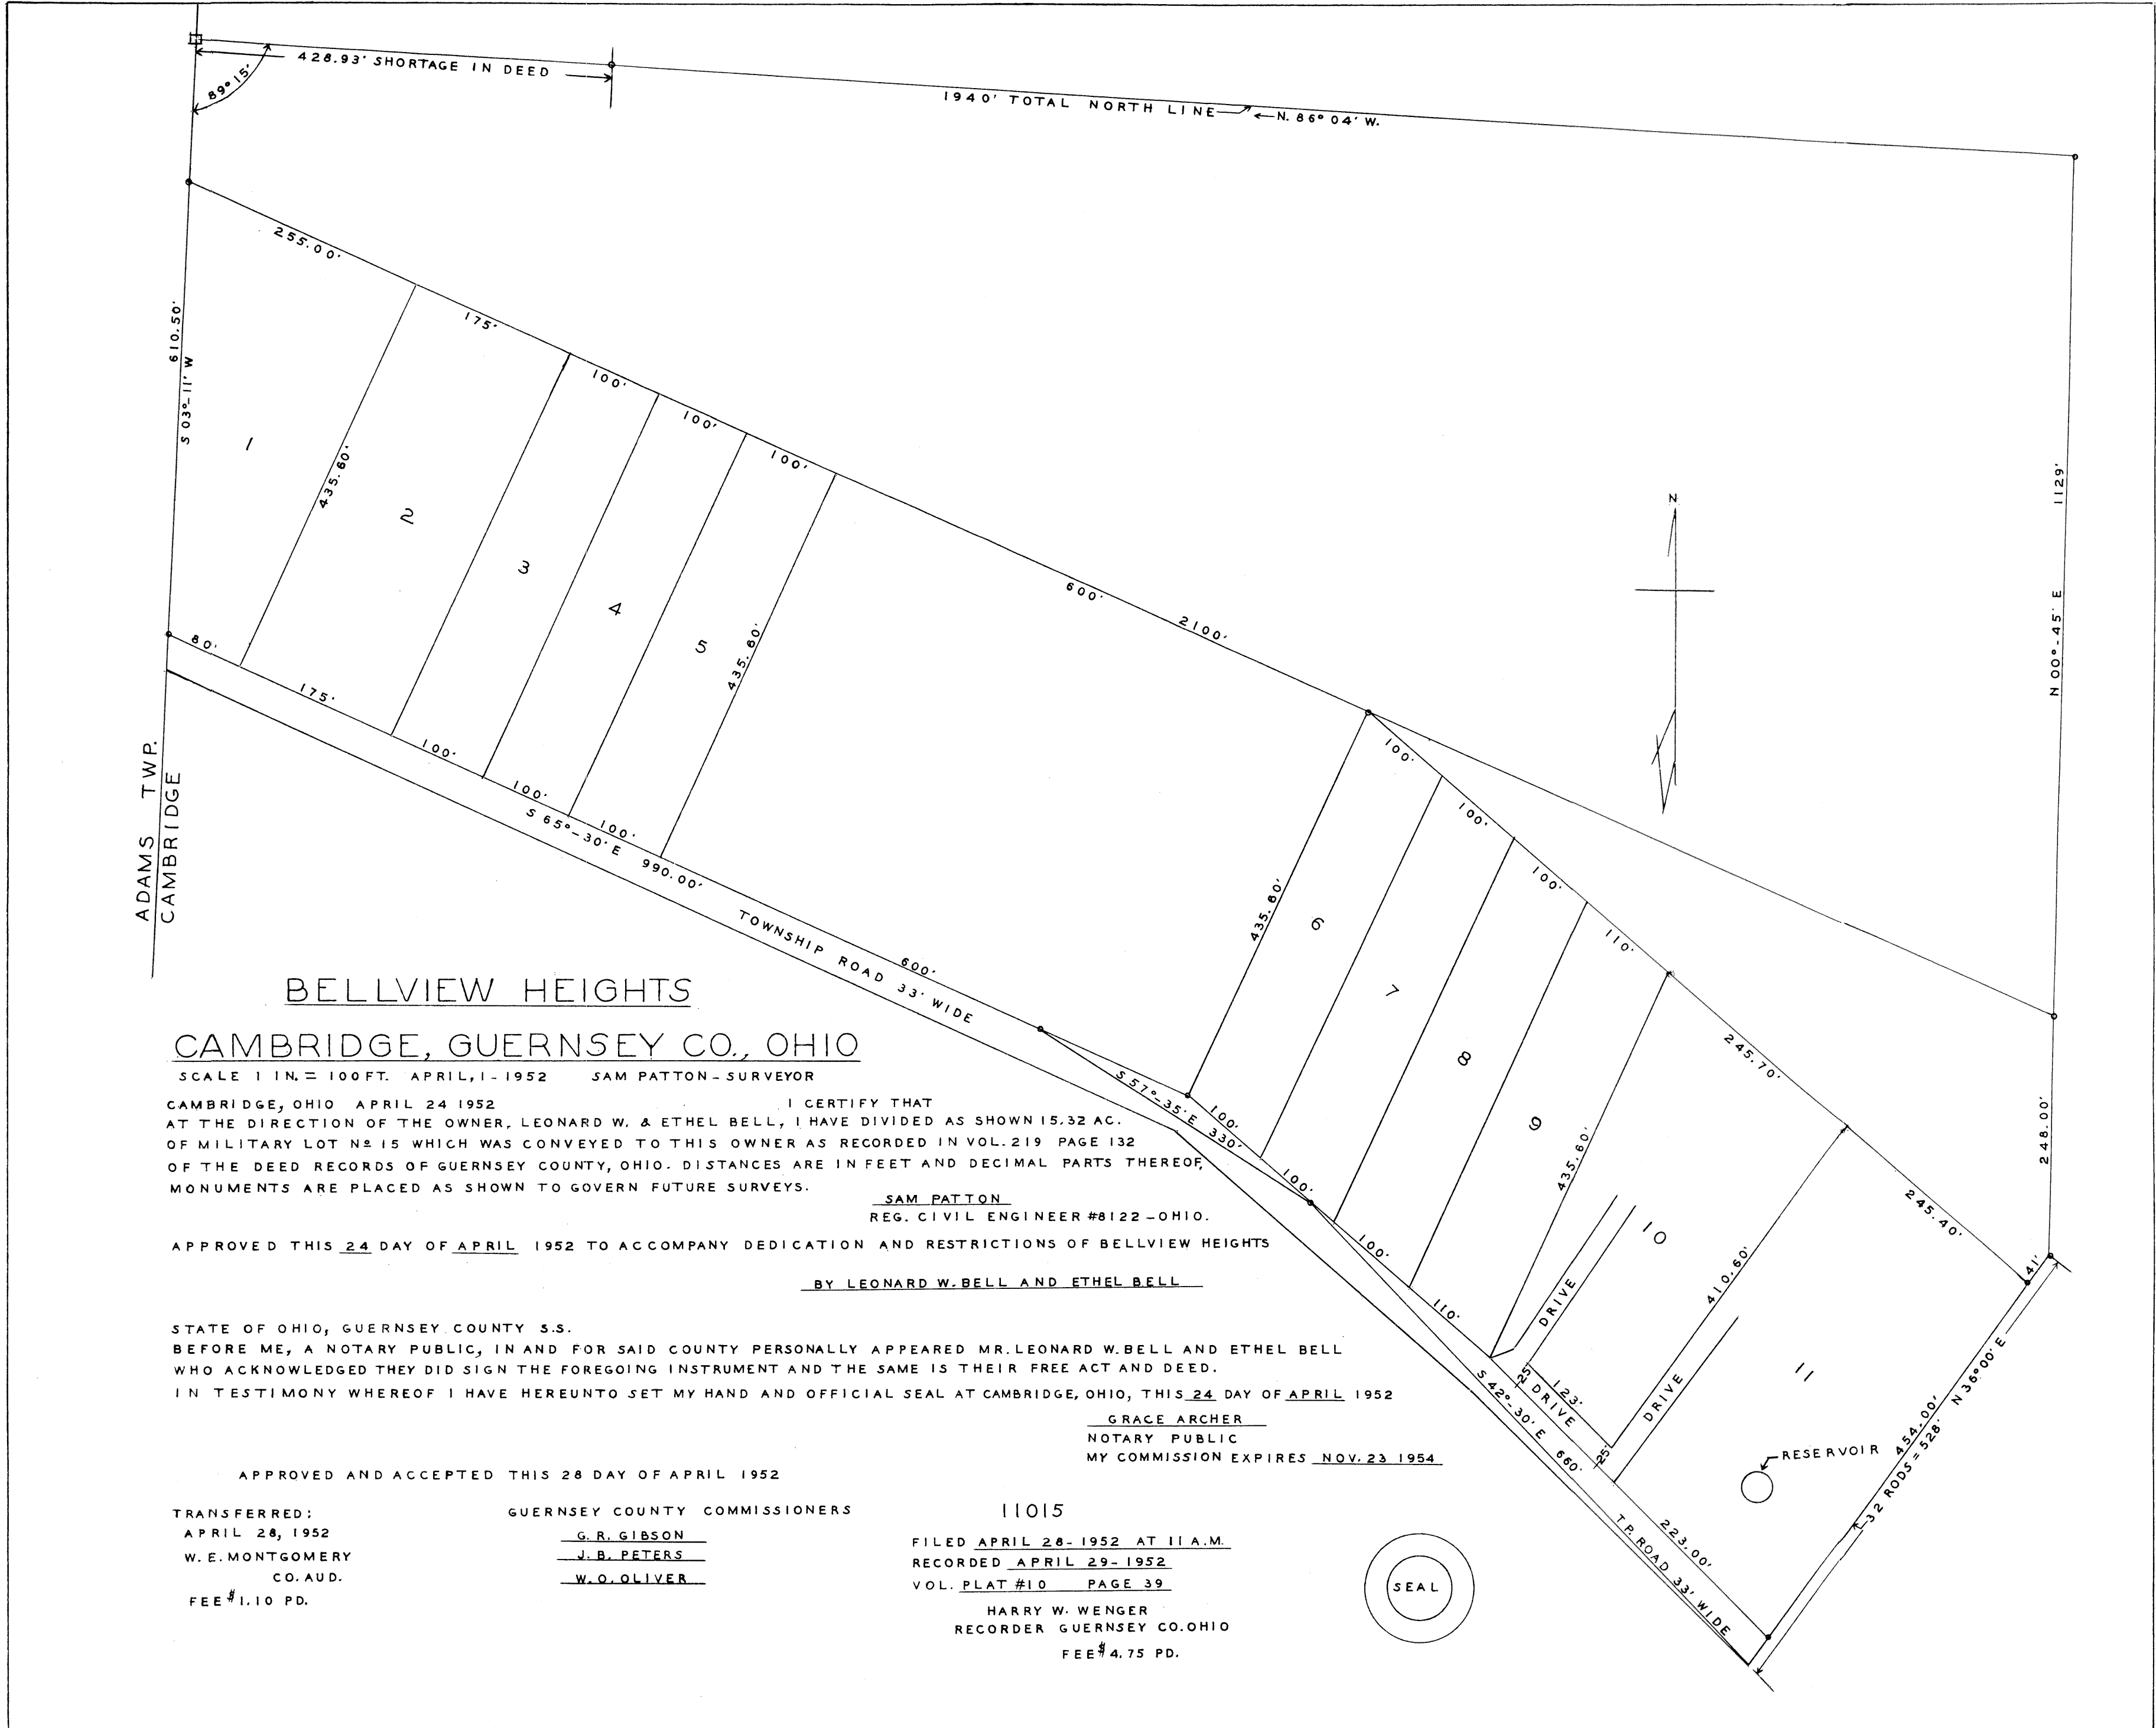 428.93' SHORTAGE IN DEED
89° 15'
1940' TOTAL NORTH LINE
N. 86° 04' W.
255.00'
175'
100'
100'
100'
600'
2100'
610.50'
S 03°-11' W
1
435.60'
2
3
4
5
435.60'
N
1129'
N 00°-45' E
80'
175'
100'
100'
100'
S 65°-30' E 990.00'
600'
TOWNSHIP ROAD 33' WIDE
ADAMS TWP.
CAMBRIDGE
100'
100'
100'
110'
245.70'
245.40'
248.00'
41'
435.60'
6
7
8
9
435.60'
10
410.60'
11
S 57°-35' E 330'
100'
100'
100'
110'
DRIVE
25'
123'
DRIVE
25'
DRIVE
S 42°-30' E 660'
223.00'
T.P. ROAD 33' WIDE
RESERVOIR
454.00'
N 36°00' E
32 RODS = 528'
BELLVIEW HEIGHTS
CAMBRIDGE, GUERNSEY CO., OHIO
SCALE 1 IN. = 100 FT. APRIL, 1 - 1952 SAM PATTON - SURVEYOR
CAMBRIDGE, OHIO APRIL 24 1952 I CERTIFY THAT
AT THE DIRECTION OF THE OWNER, LEONARD W. & ETHEL BELL, I HAVE DIVIDED AS SHOWN 15.32 AC.
OF MILITARY LOT Nº 15 WHICH WAS CONVEYED TO THIS OWNER AS RECORDED IN VOL. 219 PAGE 132
OF THE DEED RECORDS OF GUERNSEY COUNTY, OHIO. DISTANCES ARE IN FEET AND DECIMAL PARTS THEREOF,
MONUMENTS ARE PLACED AS SHOWN TO GOVERN FUTURE SURVEYS.
SAM PATTON
REG. CIVIL ENGINEER #8122 - OHIO.
APPROVED THIS 24 DAY OF APRIL 1952 TO ACCOMPANY DEDICATION AND RESTRICTIONS OF BELLVIEW HEIGHTS
BY LEONARD W. BELL AND ETHEL BELL
STATE OF OHIO, GUERNSEY COUNTY S.S.
BEFORE ME, A NOTARY PUBLIC, IN AND FOR SAID COUNTY PERSONALLY APPEARED MR. LEONARD W. BELL AND ETHEL BELL
WHO ACKNOWLEDGED THEY DID SIGN THE FOREGOING INSTRUMENT AND THE SAME IS THEIR FREE ACT AND DEED.
IN TESTIMONY WHEREOF I HAVE HEREUNTO SET MY HAND AND OFFICIAL SEAL AT CAMBRIDGE, OHIO, THIS 24 DAY OF APRIL 1952
GRACE ARCHER
NOTARY PUBLIC
MY COMMISSION EXPIRES NOV. 23 1954
APPROVED AND ACCEPTED THIS 28 DAY OF APRIL 1952
TRANSFERRED:
APRIL 28, 1952
W. E. MONTGOMERY
CO. AUD.
FEE $1.10 PD.
GUERNSEY COUNTY COMMISSIONERS
G. R. GIBSON
J. B. PETERS
W. O. OLIVER
11015
FILED APRIL 28 - 1952 AT 11 A.M.
RECORDED APRIL 29 - 1952
VOL. PLAT #10 PAGE 39
HARRY W. WENGER
RECORDER GUERNSEY CO. OHIO
FEE $4.75 PD.
SEAL